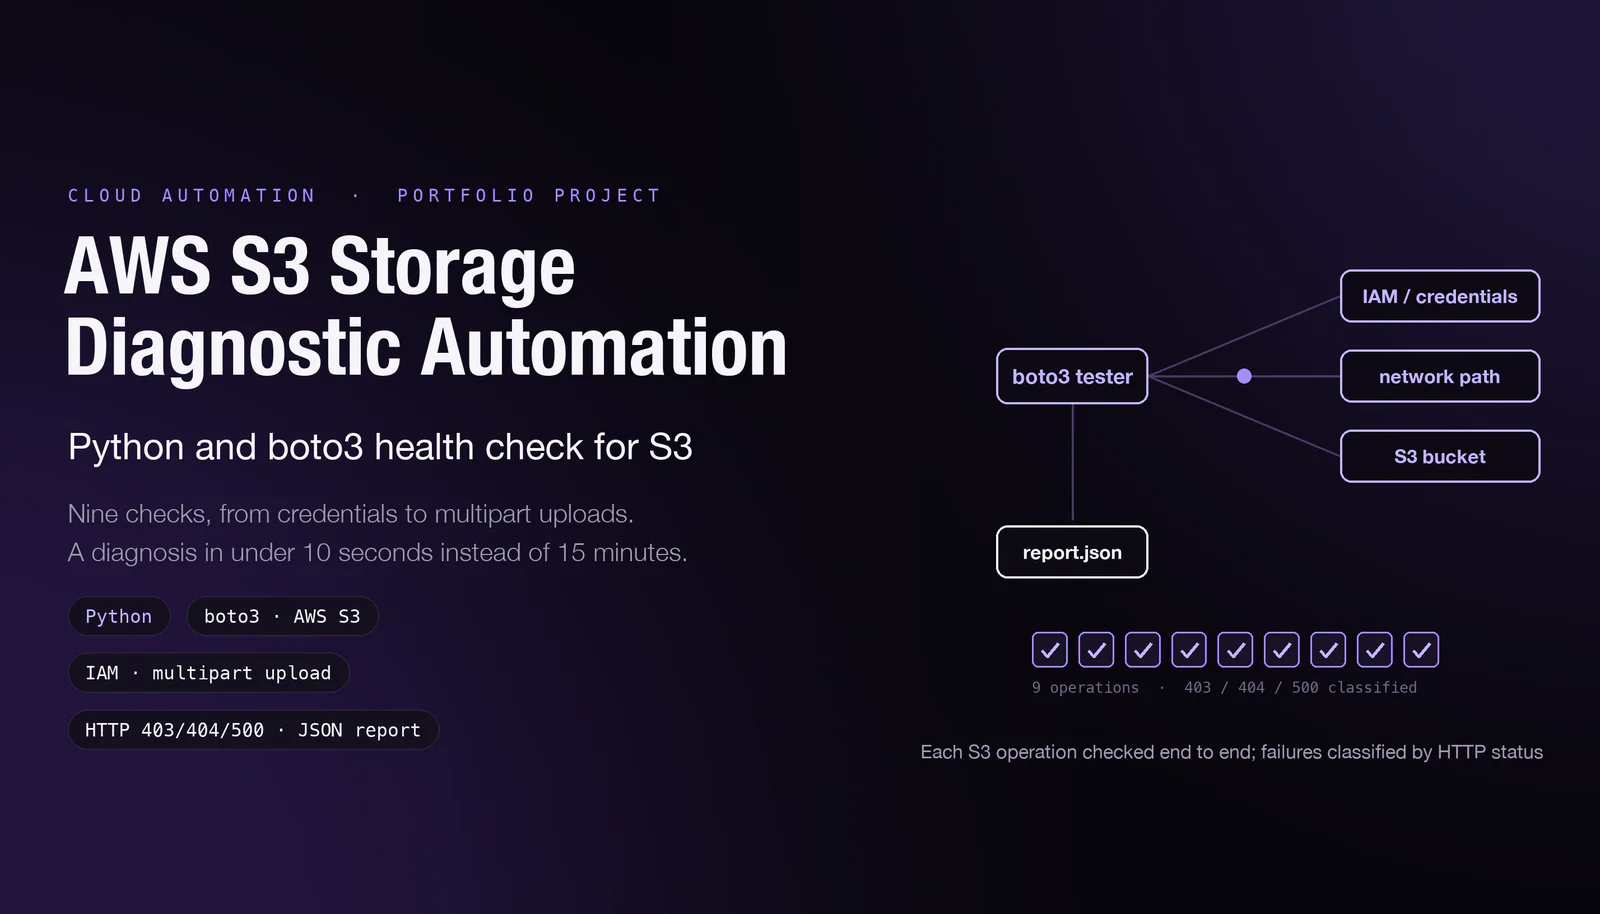 CLOUD AUTOMATION · PORTFOLIO PROJECT
AWS S3 Storage
Diagnostic Automation
Python and boto3 health check for S3
Nine checks, from credentials to multipart uploads.
A diagnosis in under 10 seconds instead of 15 minutes.
Python
boto3 · AWS S3
IAM · multipart upload
HTTP 403/404/500 · JSON report
boto3 tester
IAM / credentials
network path
S3 bucket
report.json
9 operations · 403 / 404 / 500 classified
Each S3 operation checked end to end; failures classified by HTTP status